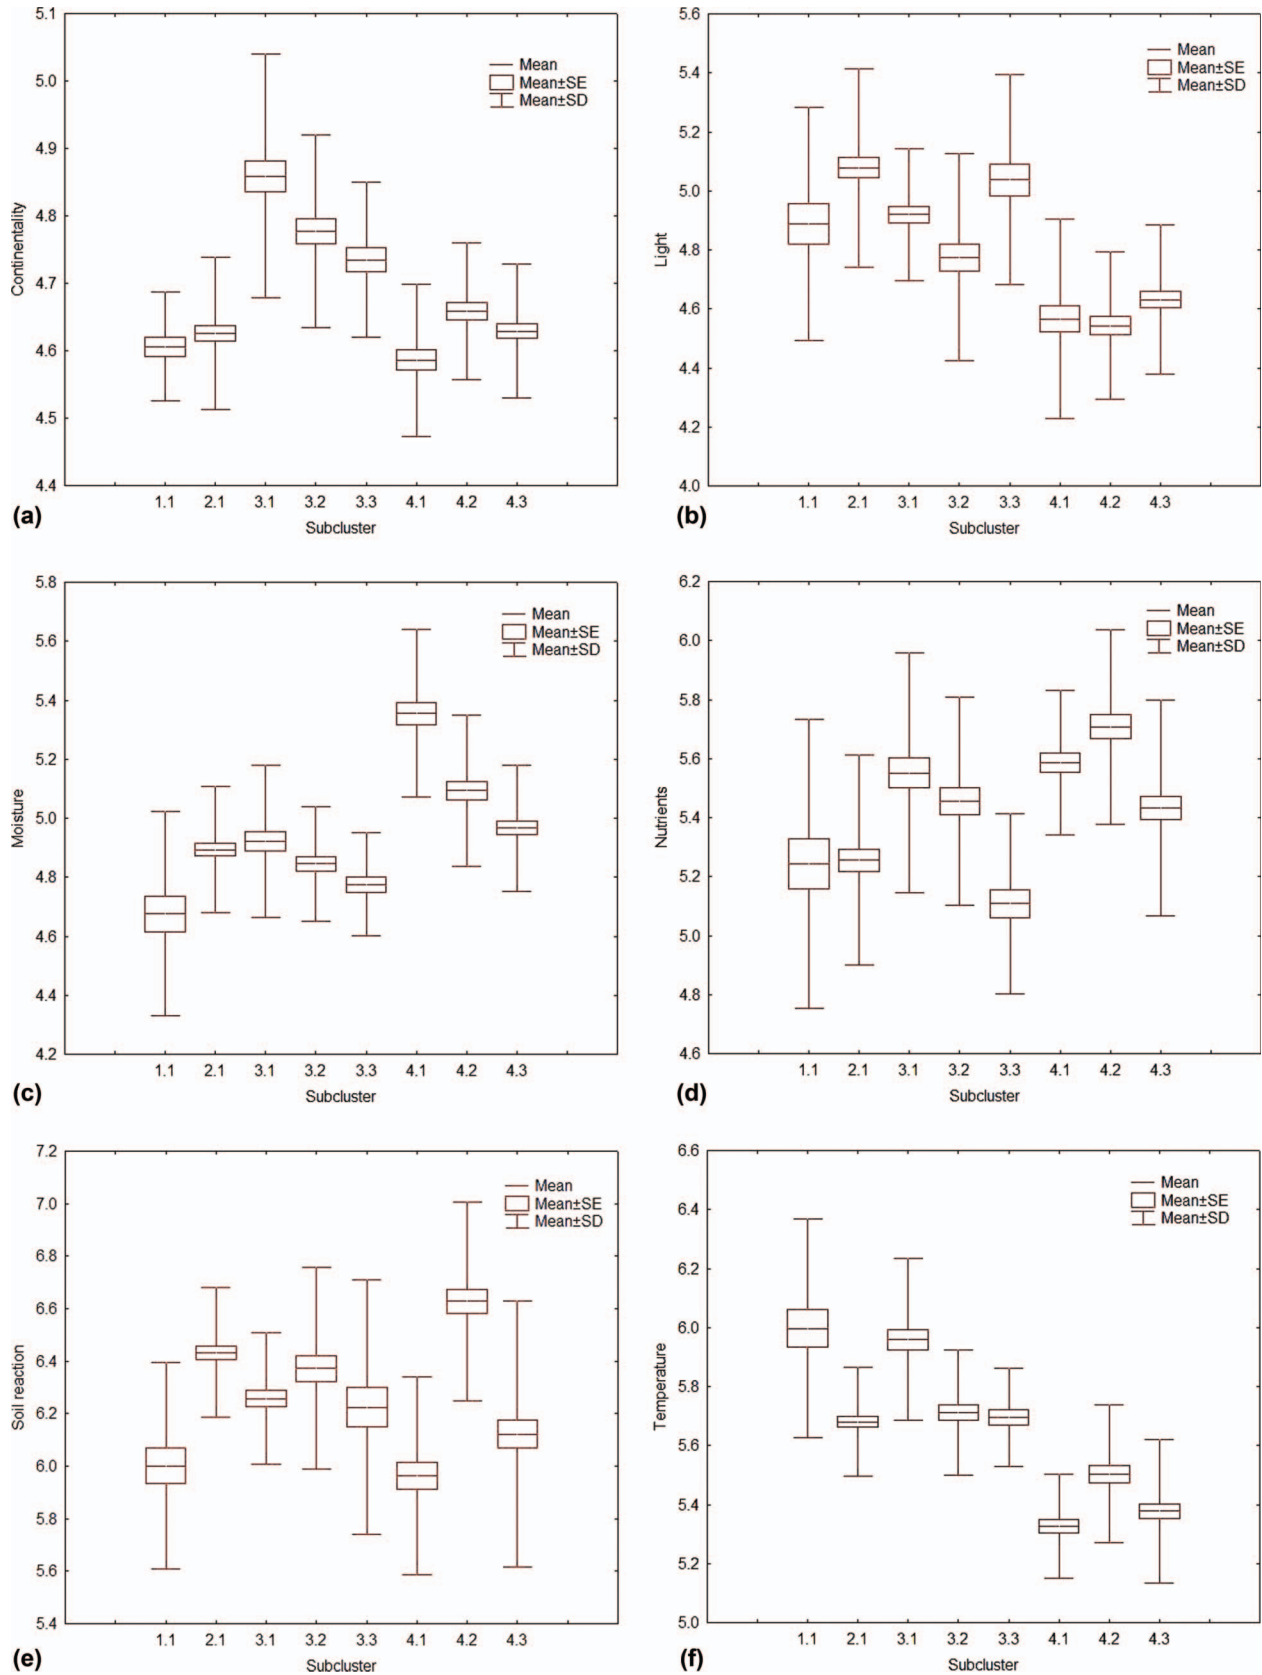 5.1
5.0
4.9
4.8
4.7
4.6
4.5
4.4
Continentality
Mean
Mean±SE
Mean±SD
1.1 2.1 3.1 3.2 3.3 4.1 4.2 4.3
Subcluster
(a)
5.6
5.4
5.2
5.0
4.8
4.6
4.4
4.2
4.0
Light
Mean
Mean±SE
Mean±SD
1.1 2.1 3.1 3.2 3.3 4.1 4.2 4.3
Subcluster
(b)
5.8
5.6
5.4
5.2
5.0
4.8
4.6
4.4
4.2
Moisture
Mean
Mean±SE
Mean±SD
1.1 2.1 3.1 3.2 3.3 4.1 4.2 4.3
Subcluster
(c)
6.2
6.0
5.8
5.6
5.4
5.2
5.0
4.8
4.6
Nutrients
Mean
Mean±SE
Mean±SD
1.1 2.1 3.1 3.2 3.3 4.1 4.2 4.3
Subcluster
(d)
7.2
7.0
6.8
6.6
6.4
6.2
6.0
5.8
5.6
5.4
Soil reaction
Mean
Mean±SE
Mean±SD
1.1 2.1 3.1 3.2 3.3 4.1 4.2 4.3
Subcluster
(e)
6.6
6.4
6.2
6.0
5.8
5.6
5.4
5.2
5.0
Temperature
Mean
Mean±SE
Mean±SD
1.1 2.1 3.1 3.2 3.3 4.1 4.2 4.3
Subcluster
(f)